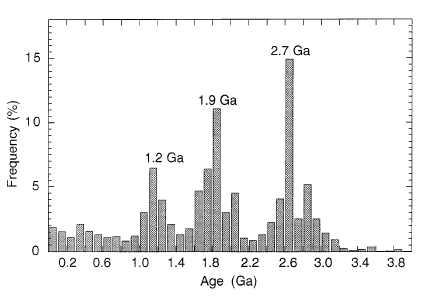 15
10
5
0
Frequency (%)
2.7 Ga
1.9 Ga
1.2 Ga
0.2 0.6 1.0 1.4 1.8 2.2 2.6 3.0 3.4 3.8
Age (Ga)